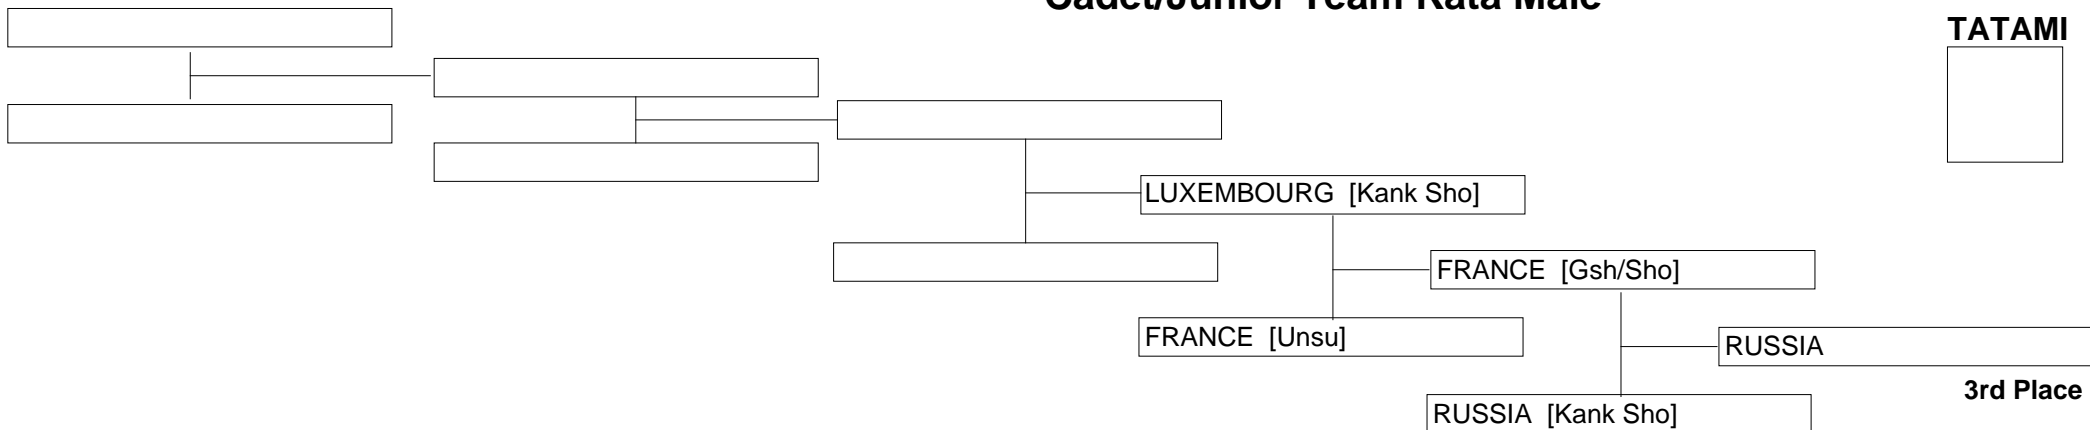 Cadet/Junior Team Kata Male
TATAMI
LUXEMBOURG [Kank Sho]
FRANCE [Gsh/Sho]
FRANCE [Unsu]
RUSSIA
3rd Place
RUSSIA [Kank Sho]